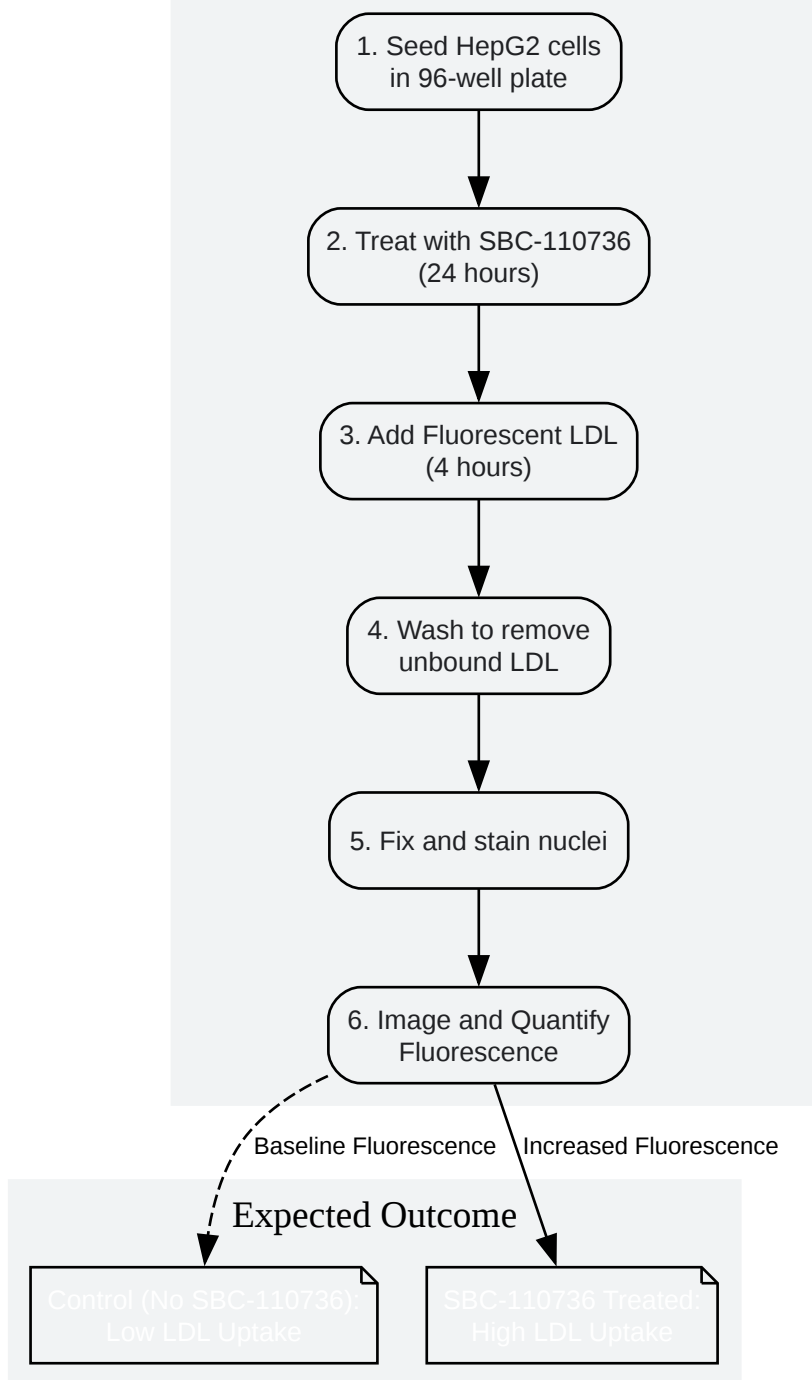 1. Seed HepG2 cells
in 96-well plate
2. Treat with SBC-110736
(24 hours)
3. Add Fluorescent LDL
(4 hours)
4. Wash to remove
unbound LDL
5. Fix and stain nuclei
6. Image and Quantify
Fluorescence
Baseline Fluorescence
Increased Fluorescence
Expected Outcome
Control (No SBC-110736):
Low LDL Uptake
SBC-110736 Treated:
High LDL Uptake